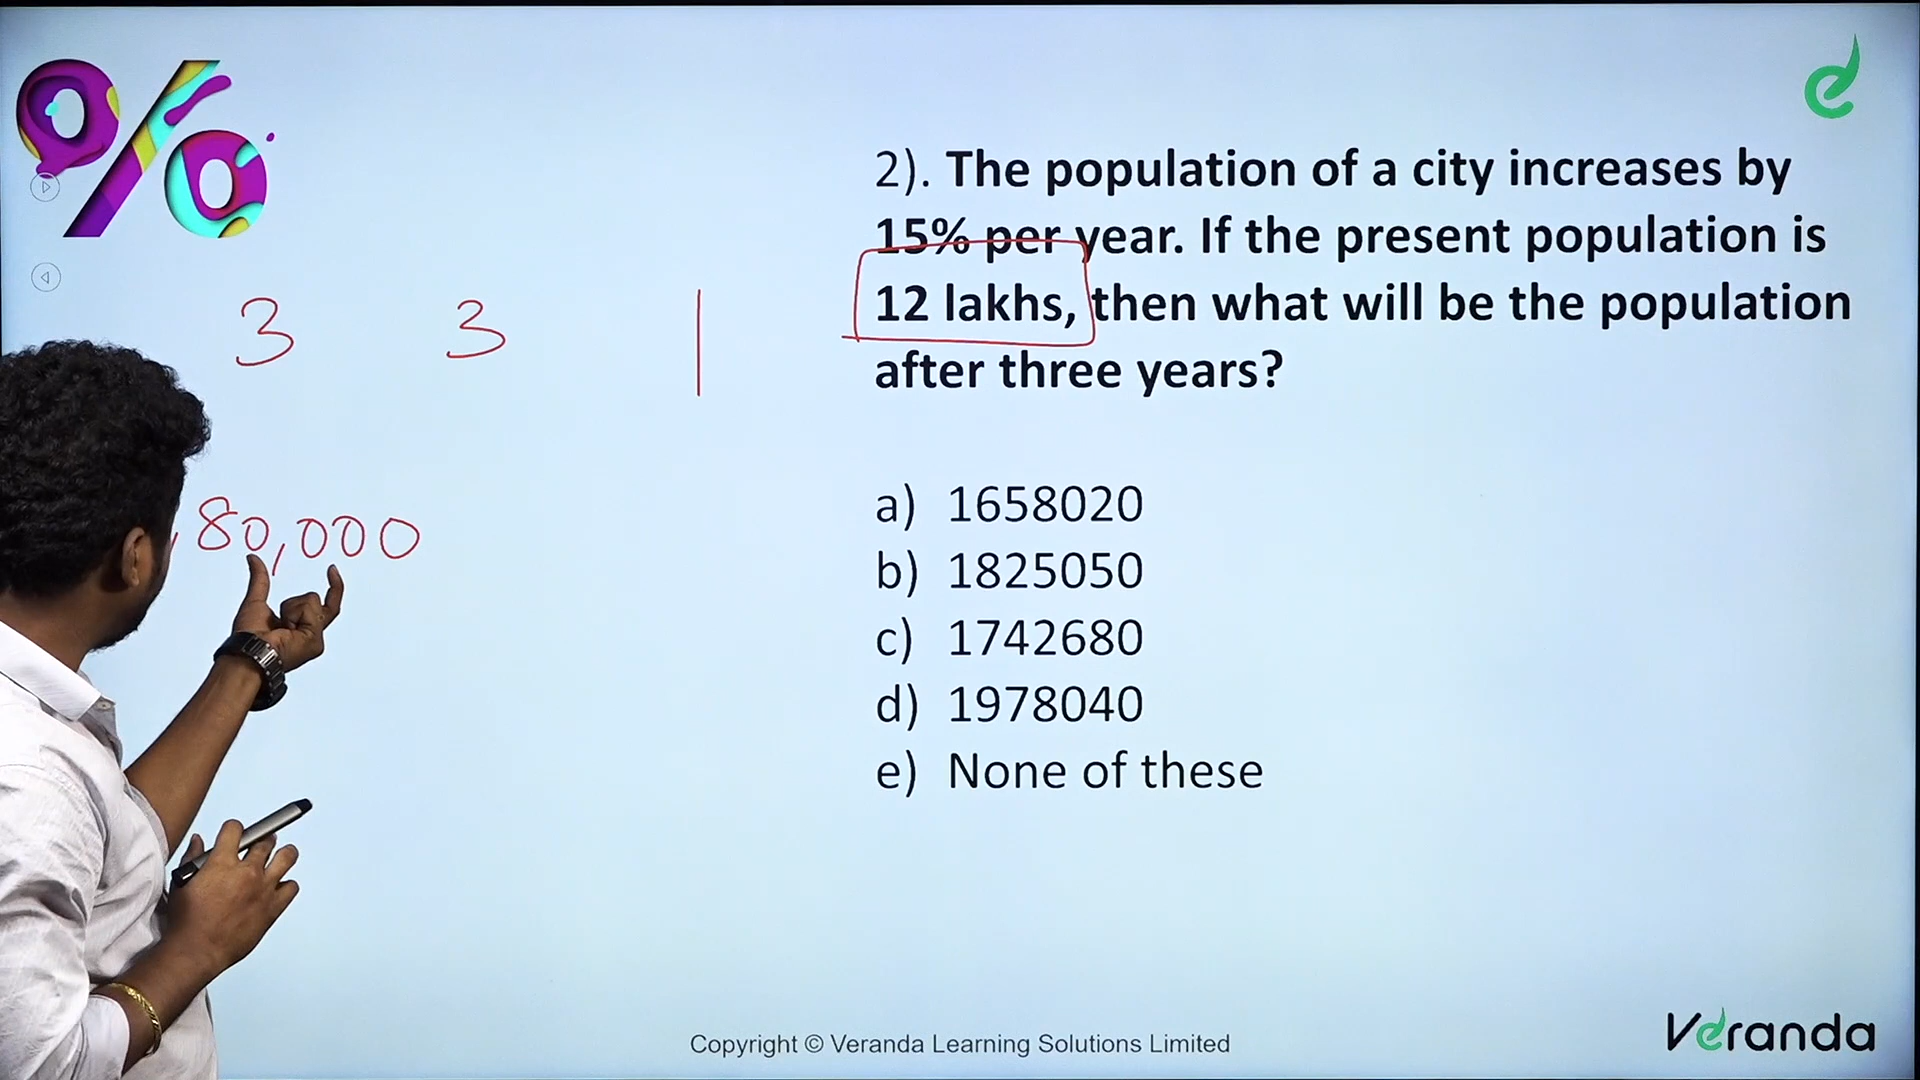 %
2). The population of a city increases by
15% per year. If the present population is
12 lakhs, then what will be the population
after three years?
3 3 1
,80,000
a) 1658020
b) 1825050
c) 1742680
d) 1978040
e) None of these
Copyright © Veranda Learning Solutions Limited
Veranda